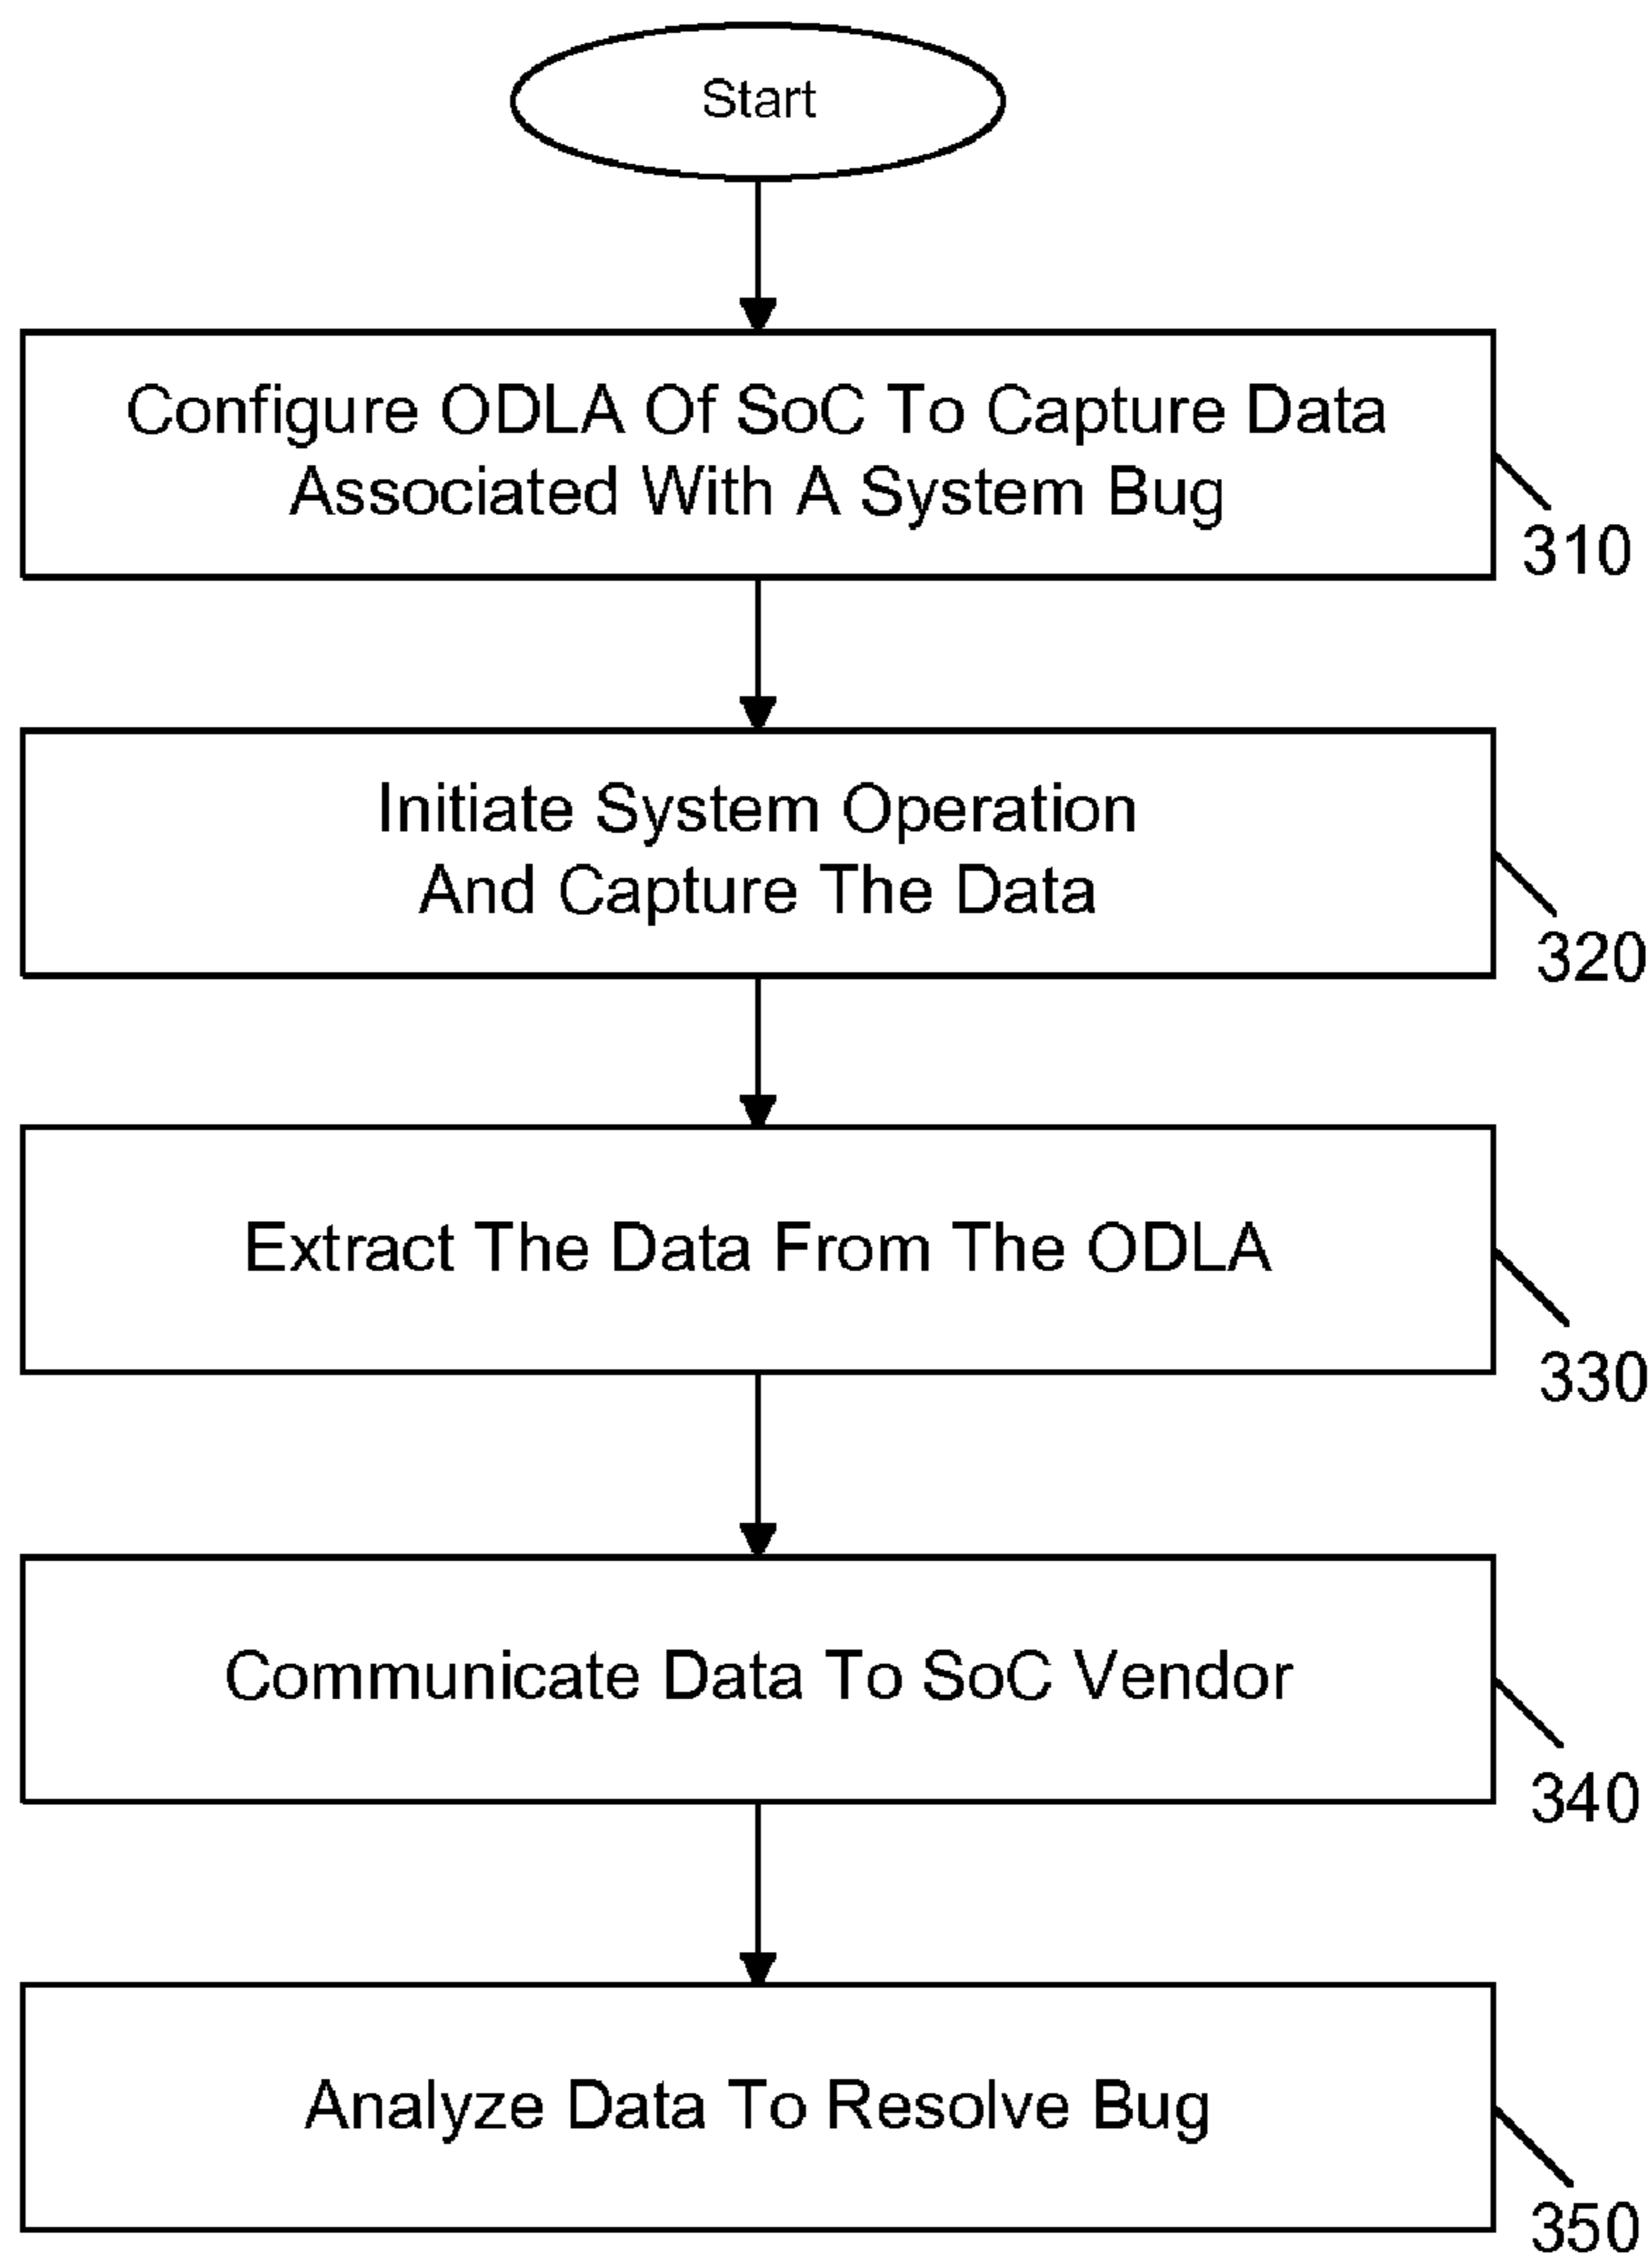 Start
Configure ODLA Of SoC To Capture Data
Associated With A System Bug
310
Initiate System Operation
And Capture The Data
320
Extract The Data From The ODLA
330
Communicate Data To SoC Vendor
340
Analyze Data To Resolve Bug
350